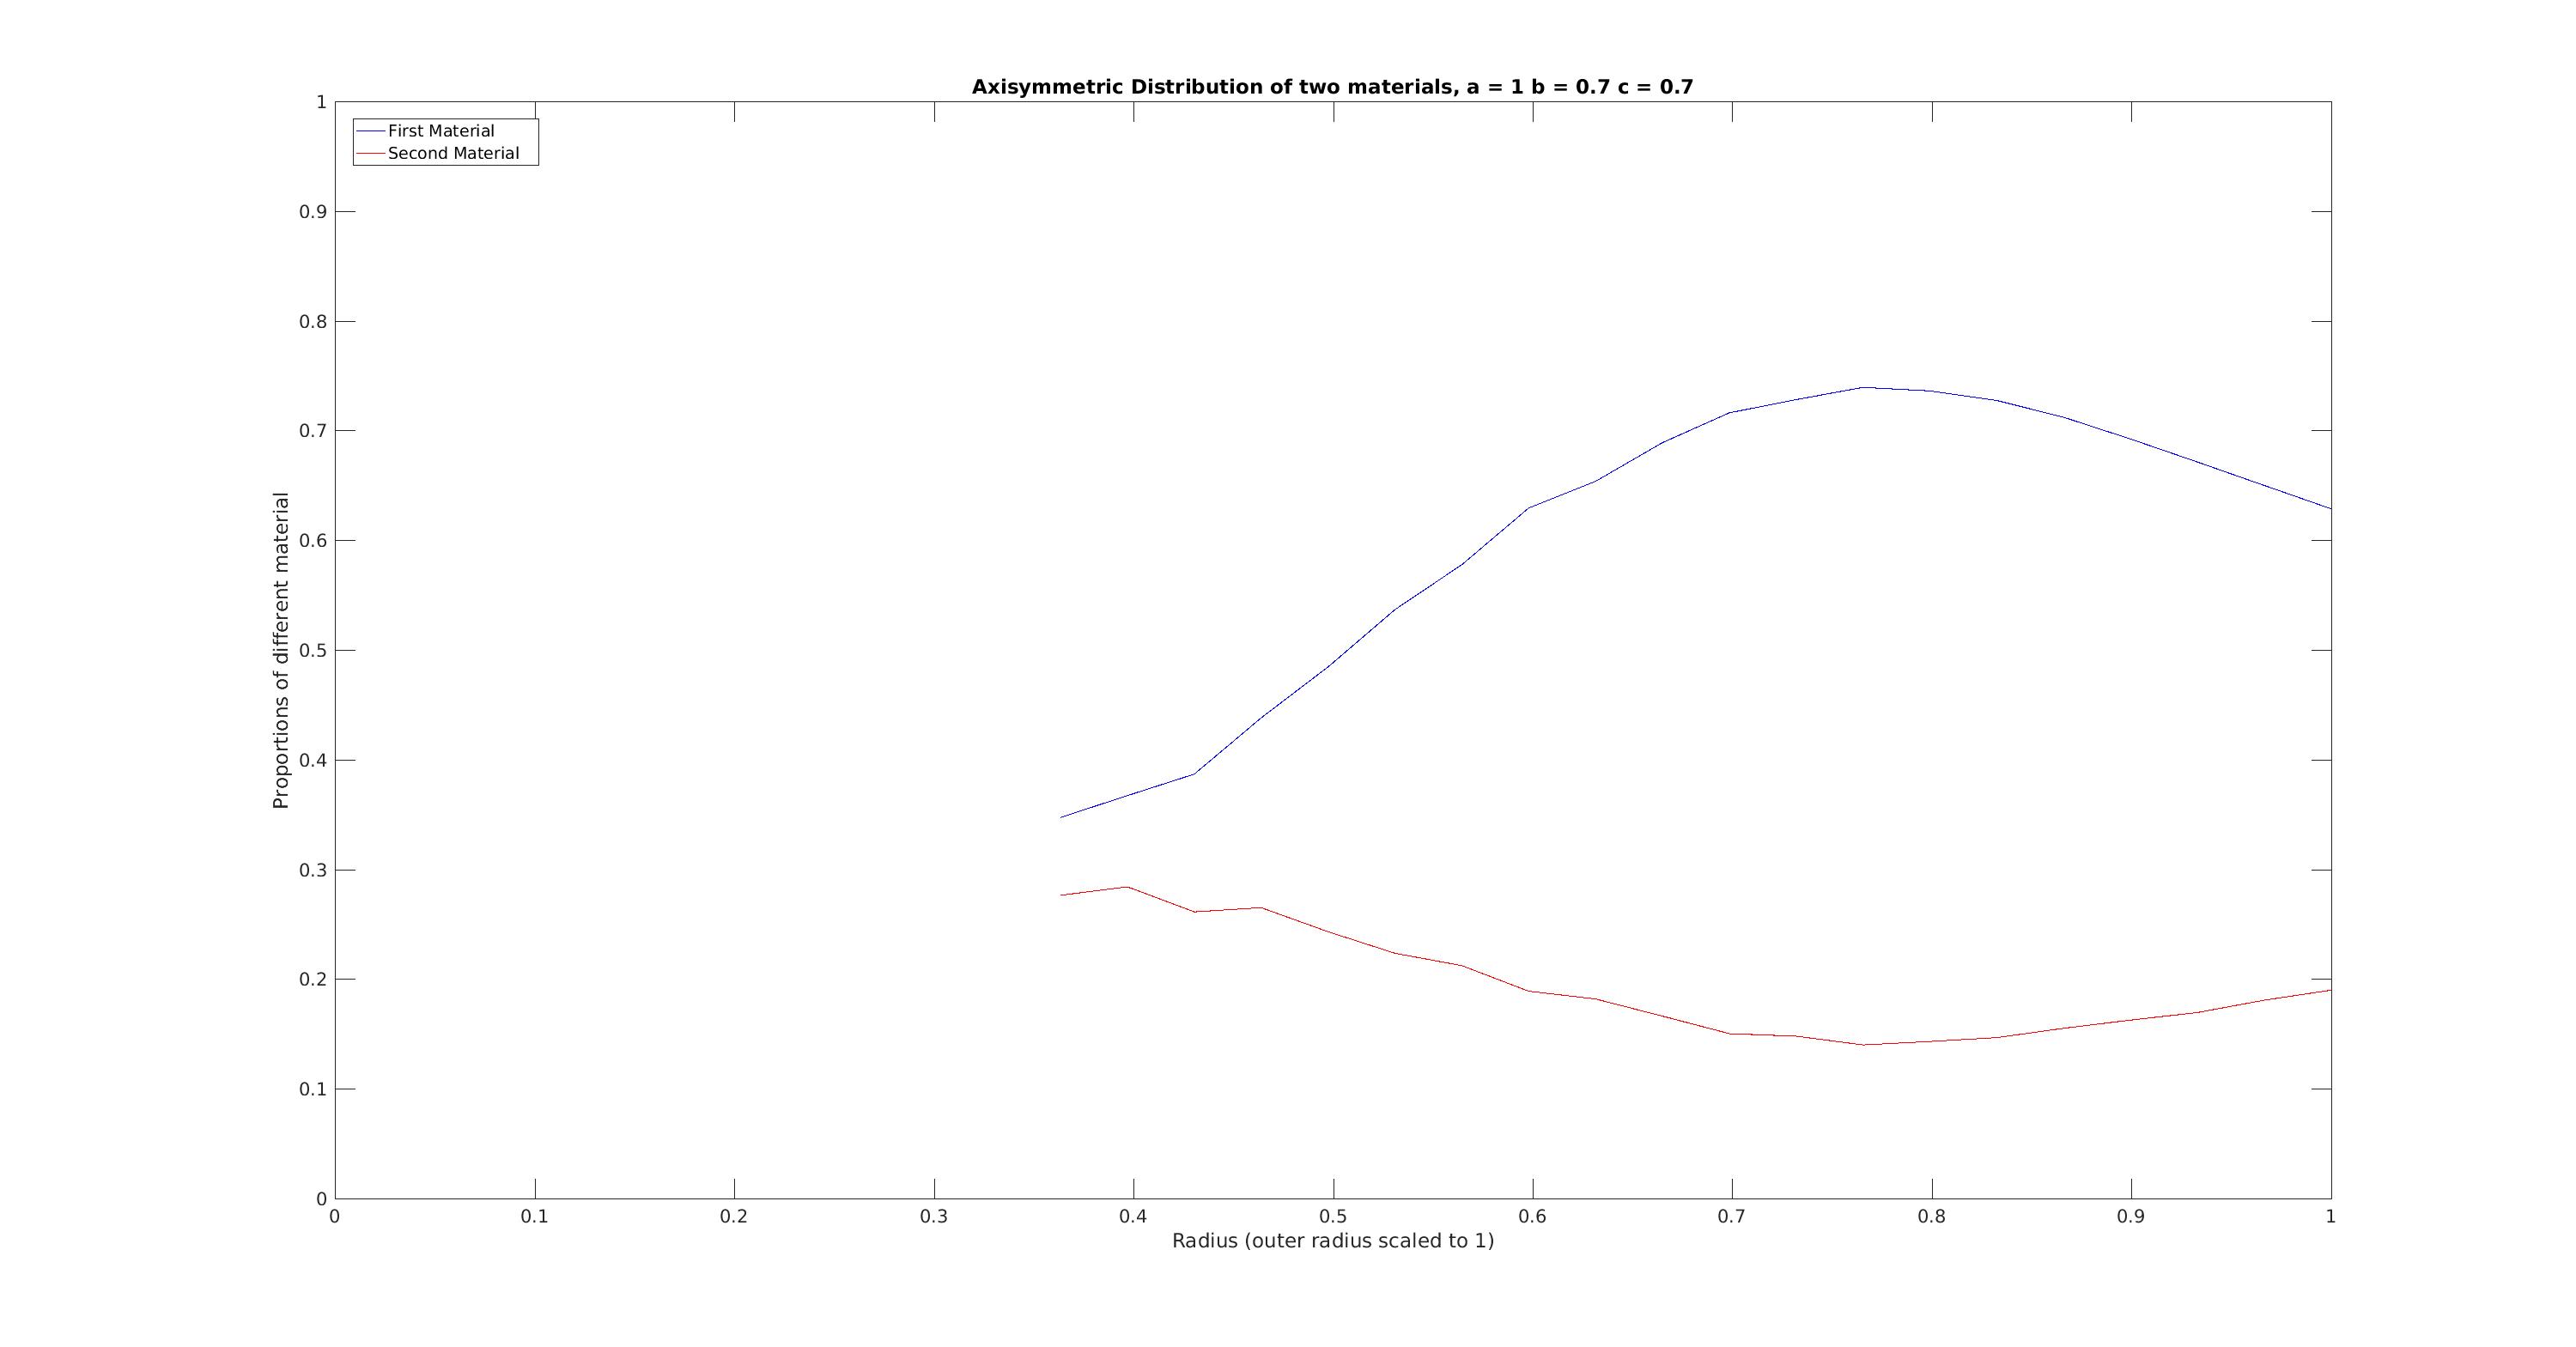 Axisymmetric Distribution of two materials, a = 1 b = 0.7 c = 0.7
First Material
Second Material
Proportions of different material
1
0.9
0.8
0.7
0.6
0.5
0.4
0.3
0.2
0.1
0
0 0.1 0.2 0.3 0.4 0.5 0.6 0.7 0.8 0.9 1
Radius (outer radius scaled to 1)